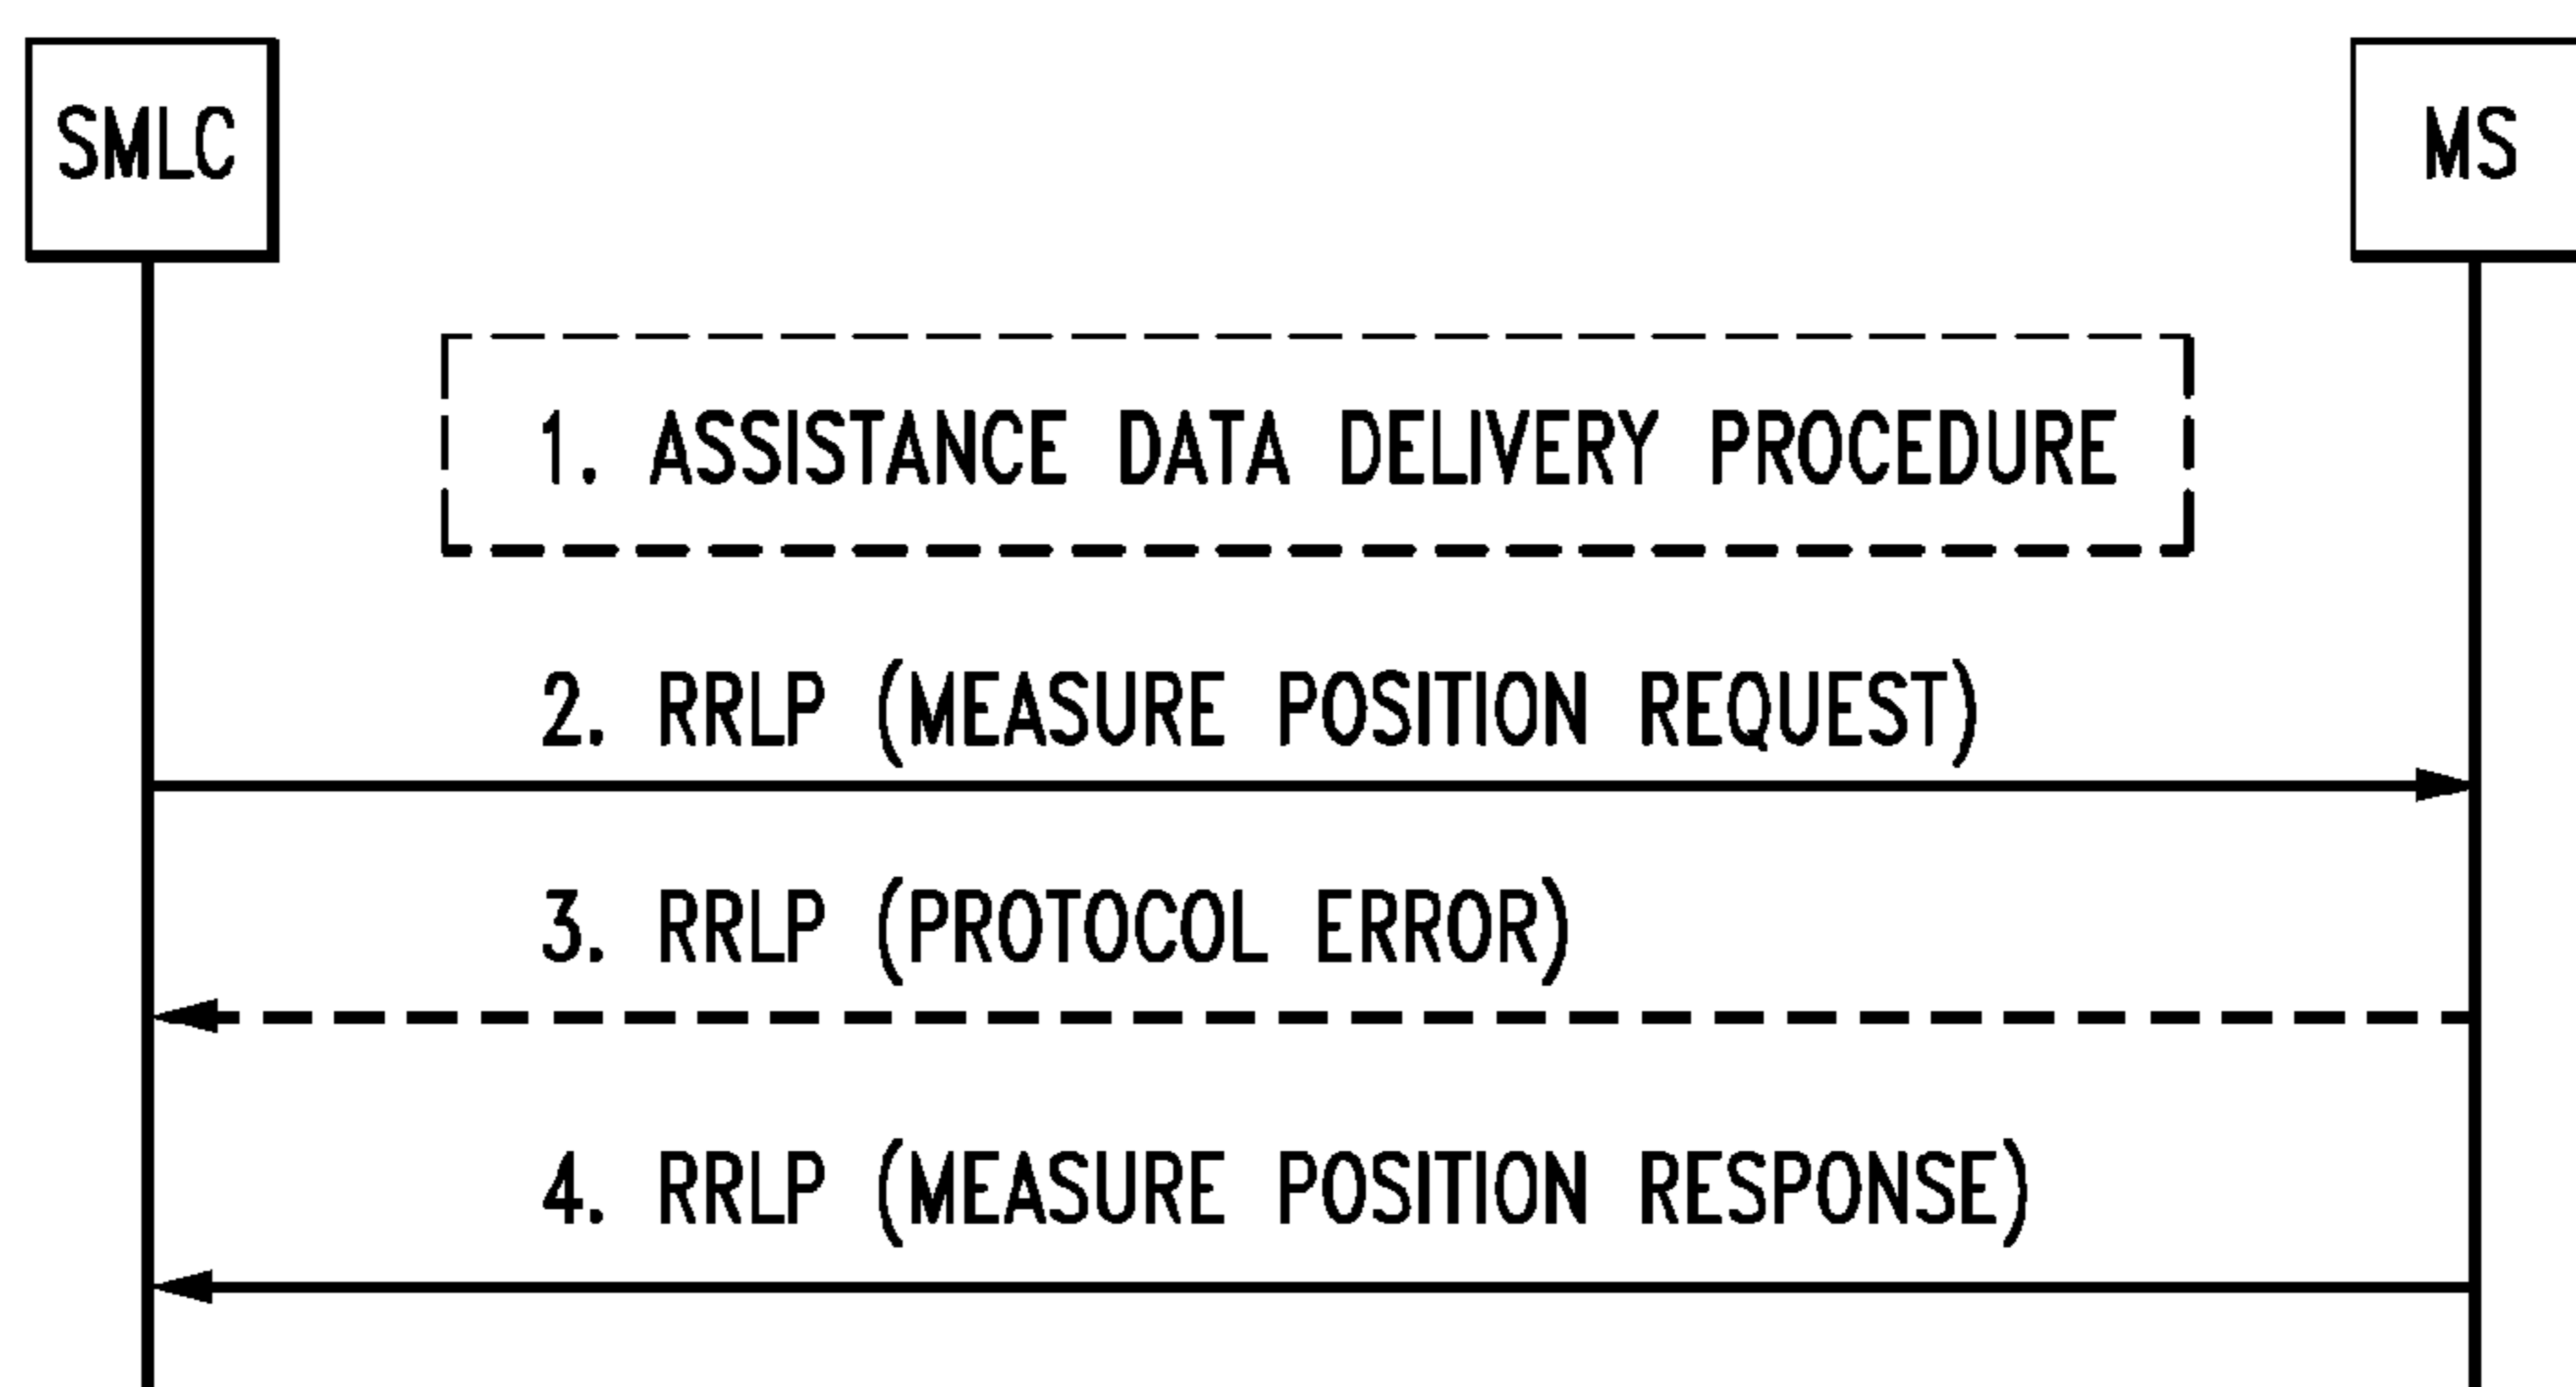 SMLC
MS
1. ASSISTANCE DATA DELIVERY PROCEDURE
2. RRLP (MEASURE POSITION REQUEST)
3. RRLP (PROTOCOL ERROR)
4. RRLP (MEASURE POSITION RESPONSE)